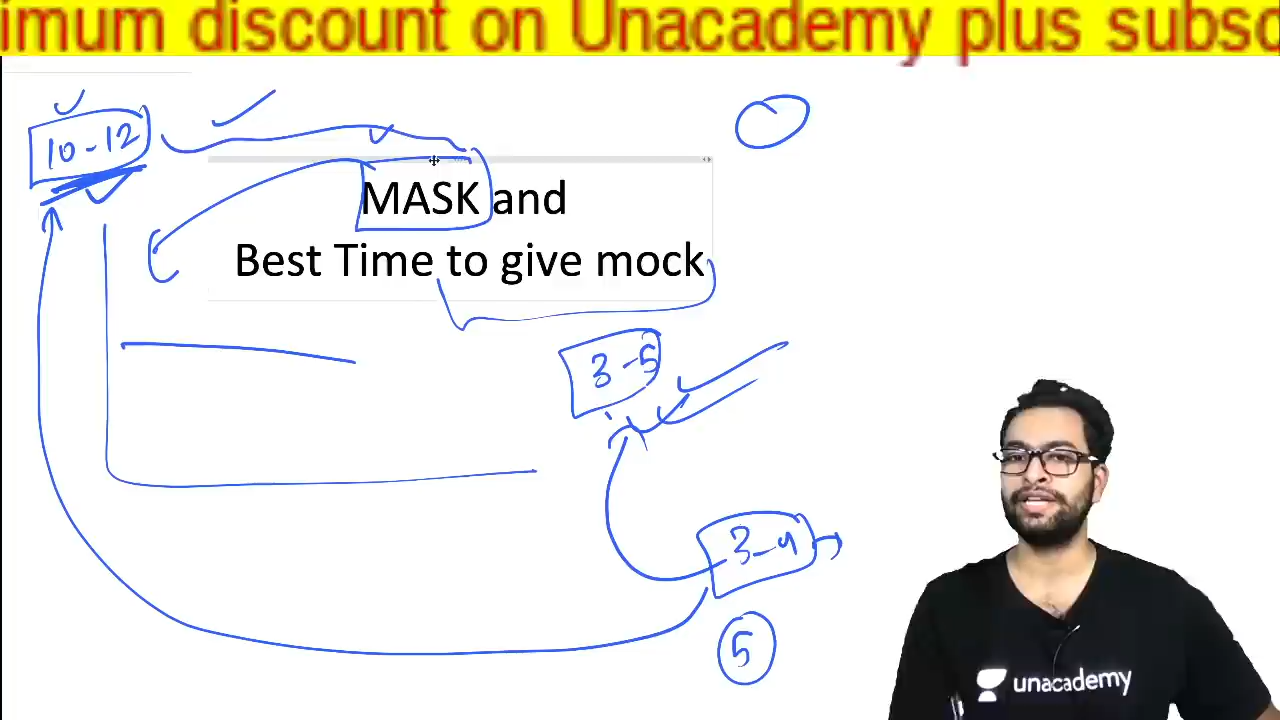 imum discount on Unacademy plus subsc
10-12
MASK and
Best Time to give mock
3-5
3-4
5
unacademy